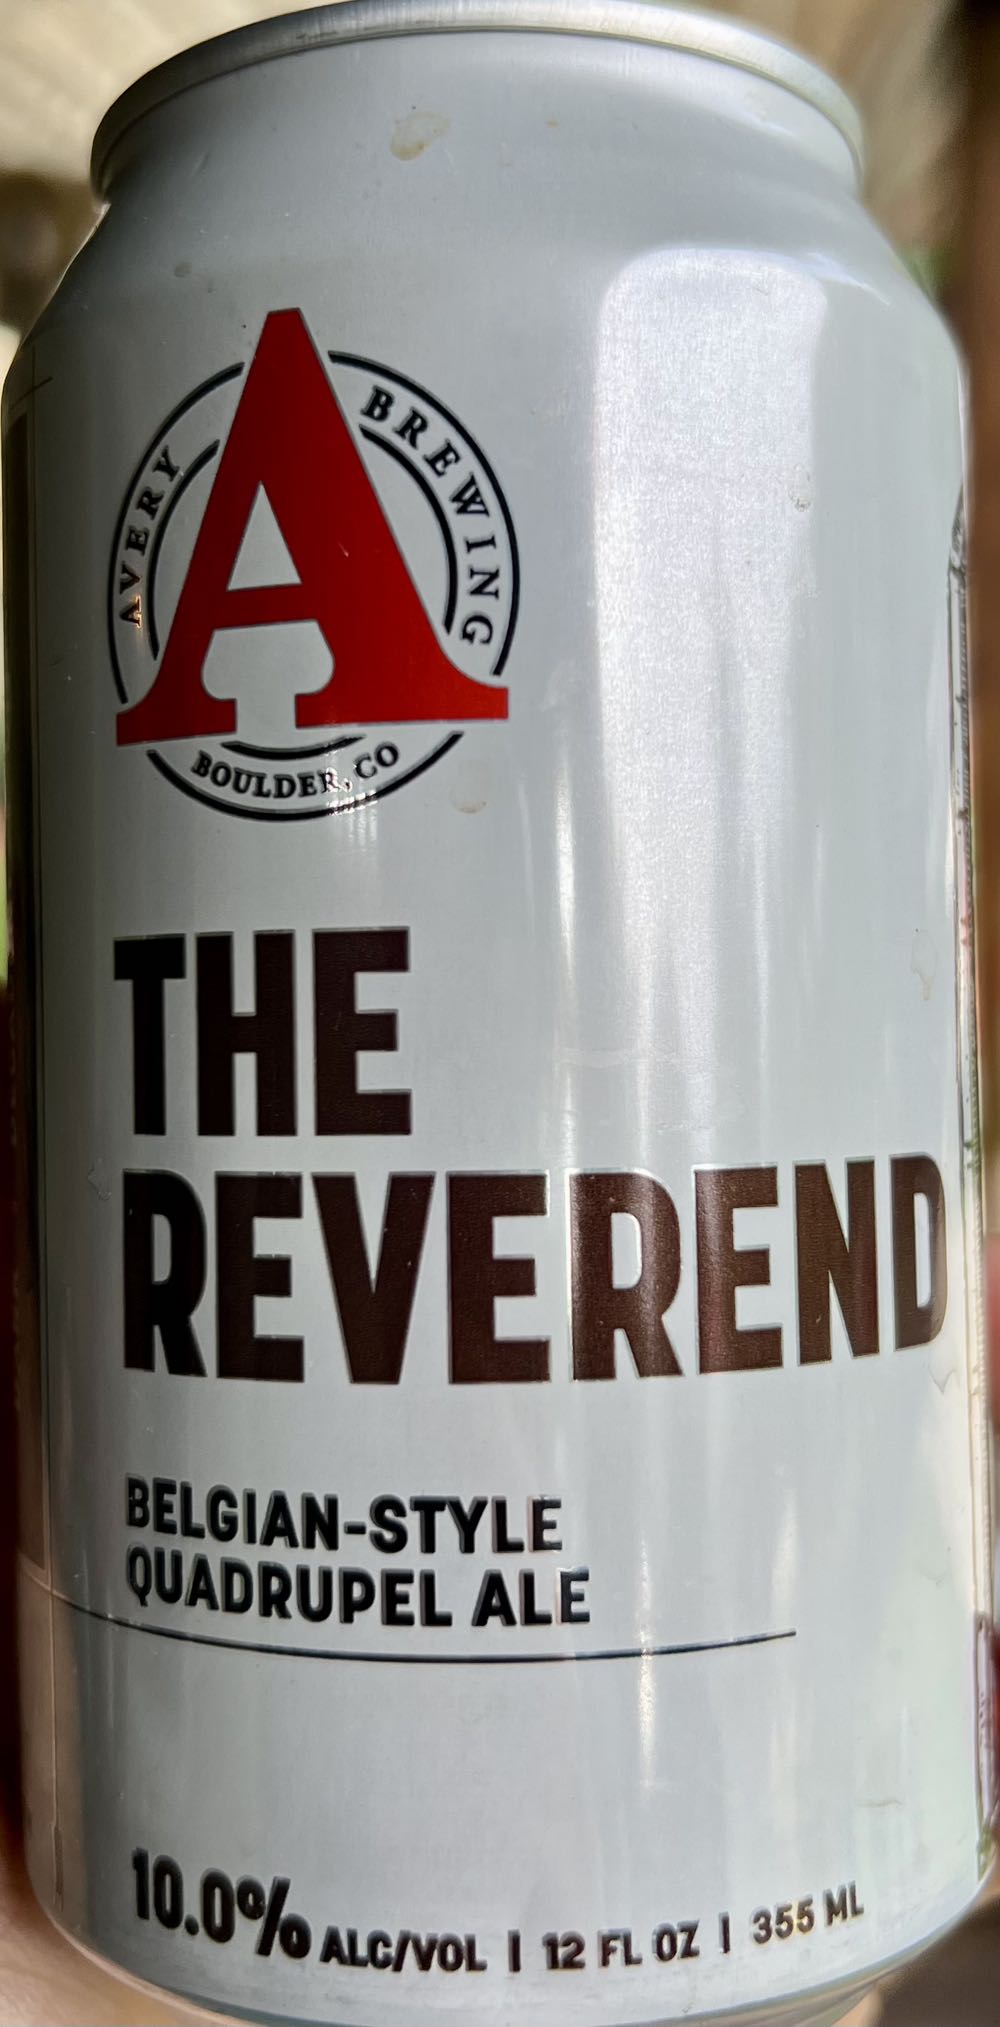 AVERY BREWING
BOULDER, CO
A
THE
REVEREND
BELGIAN-STYLE
QUADRUPEL ALE
10.0% ALC/VOL | 12 FL OZ | 355 ML